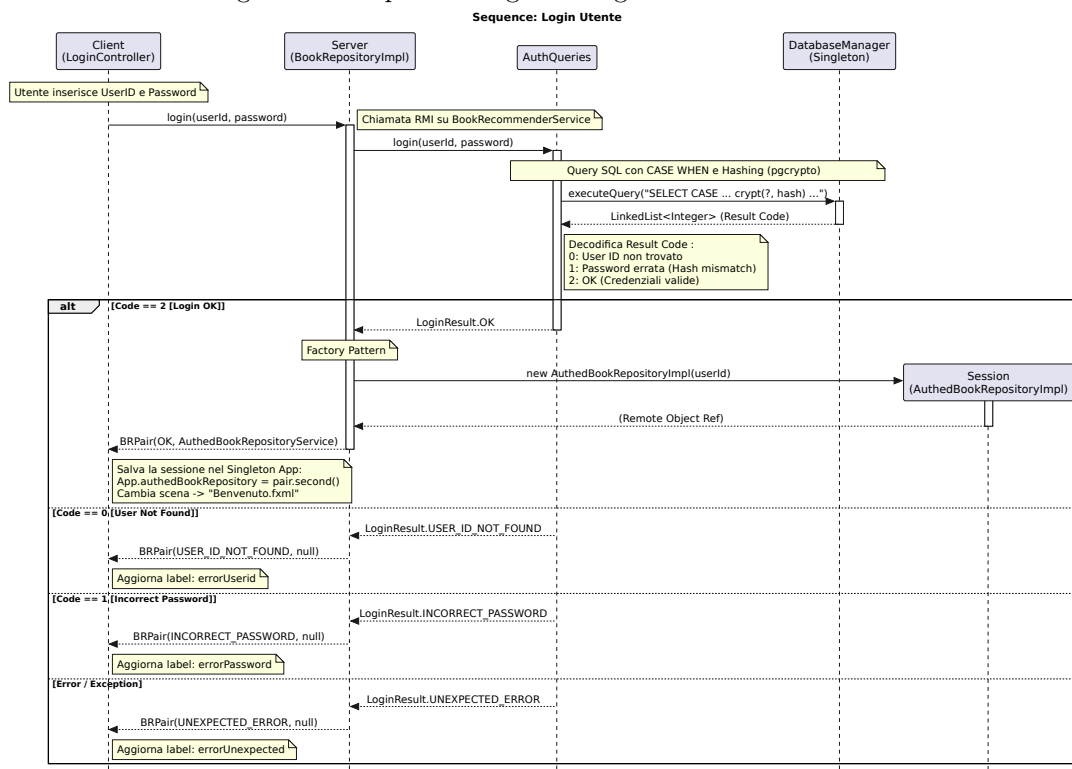 Sequence: Login Utente
Client
(LoginController)
Server
(BookRepositoryImpl)
AuthQueries
DatabaseManager
(Singleton)
Utente inserisce UserID e Password
login(userId, password)
Chiamata RMI su BookRecommenderService
login(userId, password)
Query SQL con CASE WHEN e Hashing (pgcrypto)
executeQuery("SELECT CASE ... crypt(?, hash) ...")
LinkedList<Integer> (Result Code)
Decodifica Result Code :
0: User ID non trovato
1: Password errata (Hash mismatch)
2: OK (Credenziali valide)
alt
[Code == 2 [Login OK]]
LoginResult.OK
Factory Pattern
new AuthedBookRepositoryImpl(userId)
Session
(AuthedBookRepositoryImpl)
(Remote Object Ref)
BRPair(OK, AuthedBookRepositoryService)
Salva la sessione nel Singleton App:
App.authedBookRepository = pair.second()
Cambia scena -> "Benvenuto.fxml"
[Code == 0 [User Not Found]]
LoginResult.USER_ID_NOT_FOUND
BRPair(USER_ID_NOT_FOUND, null)
Aggiorna label: errorUserid
[Code == 1 [Incorrect Password]]
LoginResult.INCORRECT_PASSWORD
BRPair(INCORRECT_PASSWORD, null)
Aggiorna label: errorPassword
[Error / Exception]
LoginResult.UNEXPECTED_ERROR
BRPair(UNEXPECTED_ERROR, null)
Aggiorna label: errorUnexpected